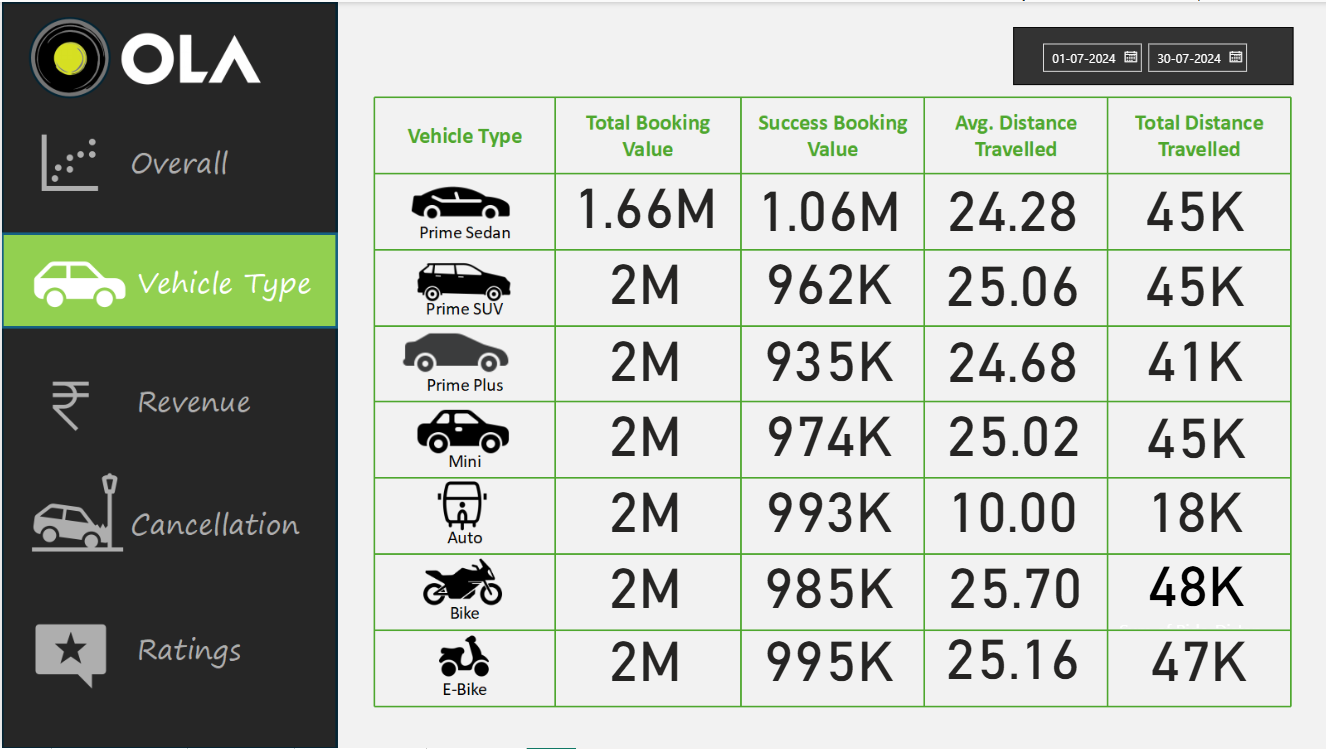 OLA
Overall
Vehicle Type
Revenue
Cancellation
Ratings
01-07-2024 30-07-2024
Vehicle Type Total Booking Value Success Booking Value Avg. Distance Travelled Total Distance Travelled
Prime Sedan 1.66M 1.06M 24.28 45K
Prime SUV 2M 962K 25.06 45K
Prime Plus 2M 935K 24.68 41K
Mini 2M 974K 25.02 45K
Auto 2M 993K 10.00 18K
Bike 2M 985K 25.70 48K
E-Bike 2M 995K 25.16 47K